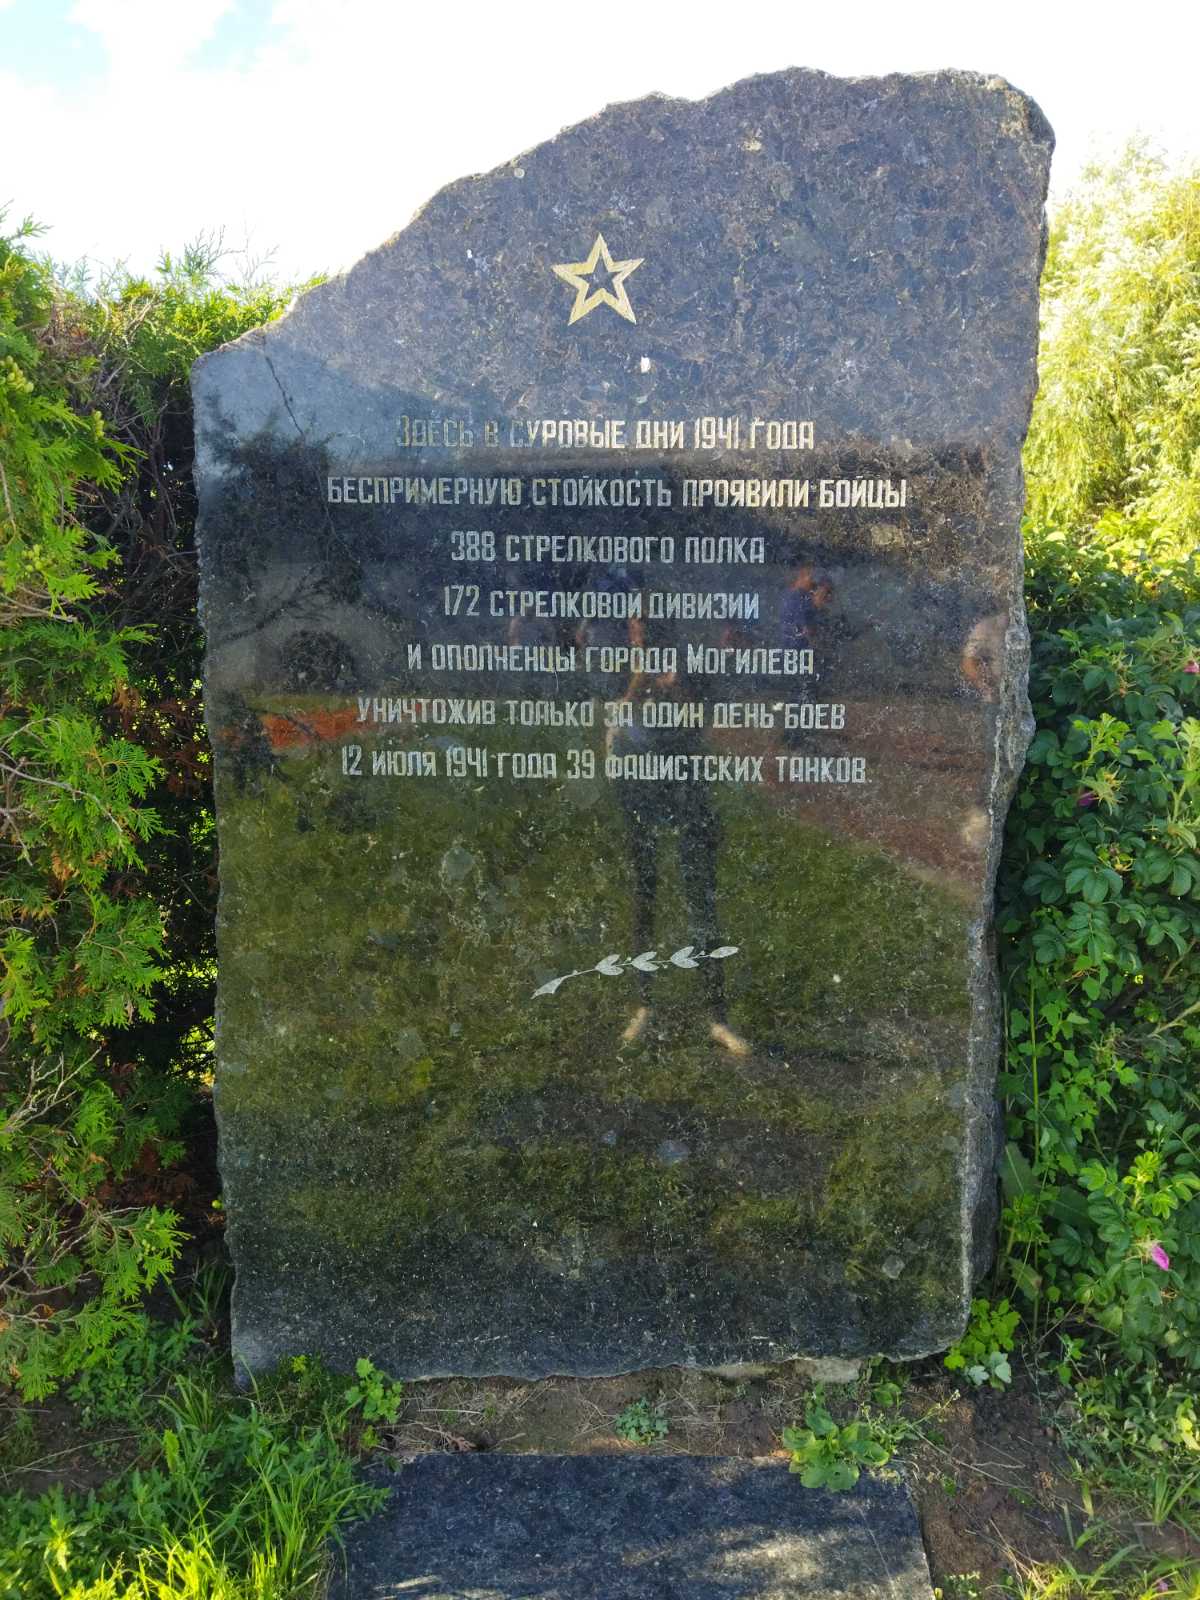 Здесь в суровые дни 1941 года
беспримерную стойкость проявили бойцы
388 стрелкового полка
172 стрелковой дивизии
и ополченцы города Могилева,
уничтожив только за один день боев
12 июля 1941 года 39 фашистских танков.